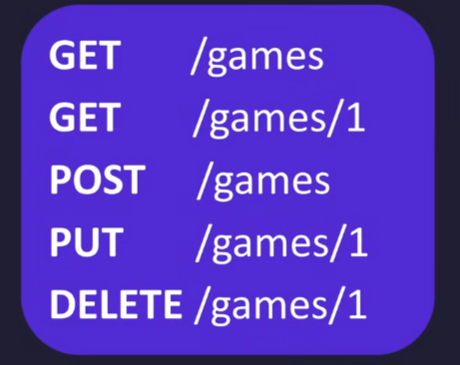 GET /games
GET /games/1
POST /games
PUT /games/1
DELETE /games/1